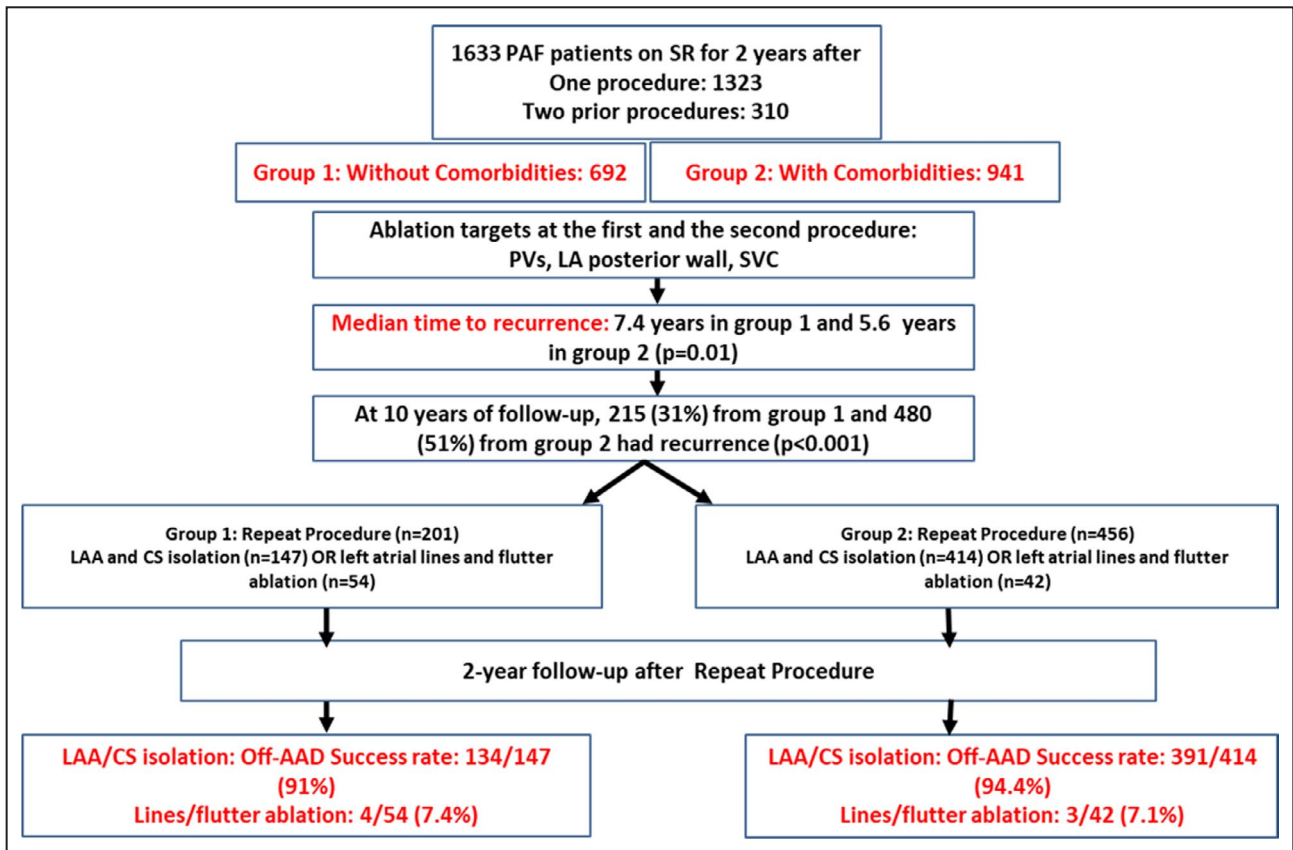 1633 PAF patients on SR for 2 years after
One procedure: 1323
Two prior procedures: 310
Group 1: Without Comorbidities: 692
Group 2: With Comorbidities: 941
Ablation targets at the first and the second procedure:
PVs, LA posterior wall, SVC
Median time to recurrence: 7.4 years in group 1 and 5.6 years
in group 2 (p=0.01)
At 10 years of follow-up, 215 (31%) from group 1 and 480
(51%) from group 2 had recurrence (p<0.001)
Group 1: Repeat Procedure (n=201)
LAA and CS isolation (n=147) OR left atrial lines and flutter
ablation (n=54)
Group 2: Repeat Procedure (n=456)
LAA and CS isolation (n=414) OR left atrial lines and flutter
ablation (n=42)
2-year follow-up after Repeat Procedure
LAA/CS isolation: Off-AAD Success rate: 134/147
(91%)
Lines/flutter ablation: 4/54 (7.4%)
LAA/CS isolation: Off-AAD Success rate: 391/414
(94.4%)
Lines/flutter ablation: 3/42 (7.1%)